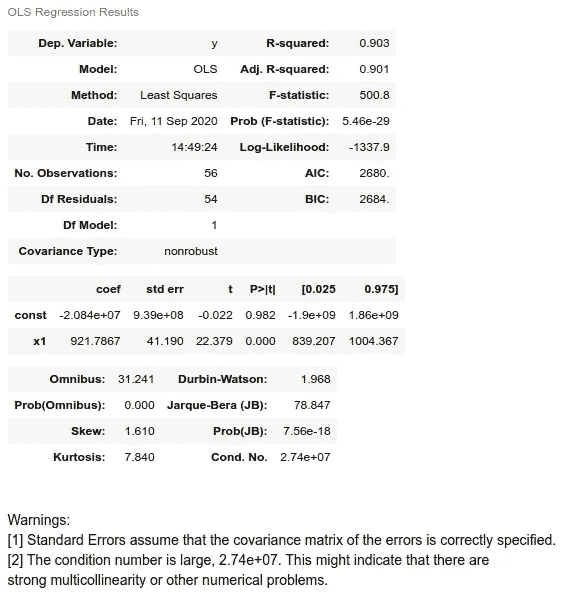 OLS Regression Results
Dep. Variable: y R-squared: 0.903
Model: OLS Adj. R-squared: 0.901
Method: Least Squares F-statistic: 500.8
Date: Fri, 11 Sep 2020 Prob (F-statistic): 5.46e-29
Time: 14:49:24 Log-Likelihood: -1337.9
No. Observations: 56 AIC: 2680.
Df Residuals: 54 BIC: 2684.
Df Model: 1
Covariance Type: nonrobust
coef std err t P>|t| [0.025 0.975]
const -2.084e+07 9.39e+08 -0.022 0.982 -1.9e+09 1.86e+09
x1 921.7867 41.190 22.379 0.000 839.207 1004.367
Omnibus: 31.241 Durbin-Watson: 1.968
Prob(Omnibus): 0.000 Jarque-Bera (JB): 78.847
Skew: 1.610 Prob(JB): 7.56e-18
Kurtosis: 7.840 Cond. No. 2.74e+07
Warnings:
[1] Standard Errors assume that the covariance matrix of the errors is correctly specified.
[2] The condition number is large, 2.74e+07. This might indicate that there are
strong multicollinearity or other numerical problems.